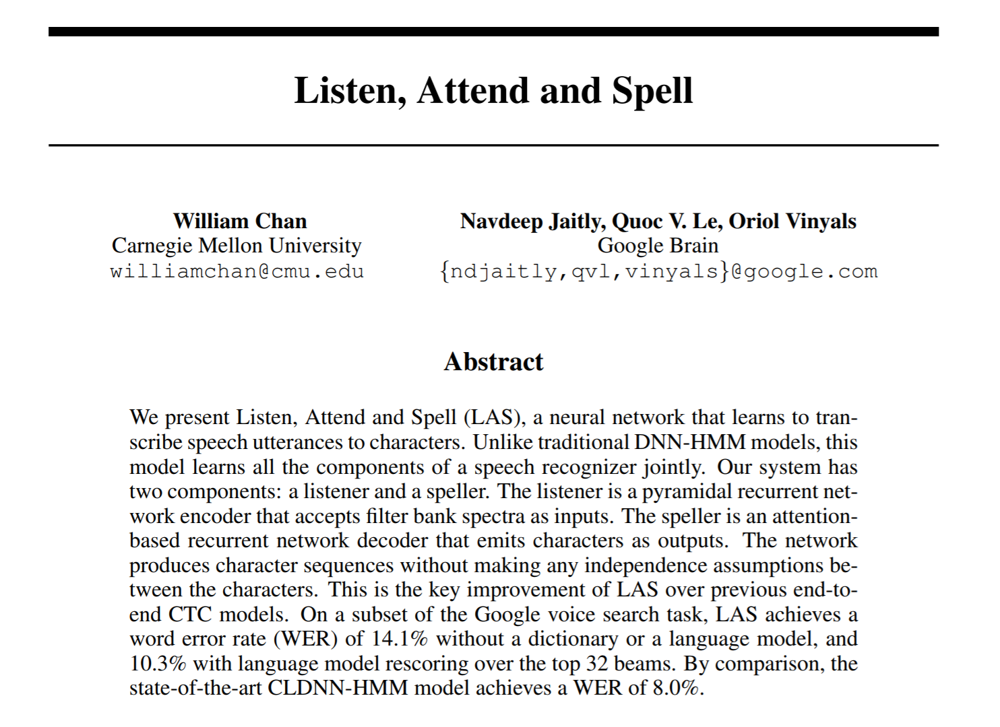 Listen, Attend and Spell
William Chan
Carnegie Mellon University
williamchan@cmu.edu
Navdeep Jaitly, Quoc V. Le, Oriol Vinyals
Google Brain
{ndjaitly,qvl,vinyals}@google.com
Abstract
We present Listen, Attend and Spell (LAS), a neural network that learns to tran-
scribe speech utterances to characters. Unlike traditional DNN-HMM models, this
model learns all the components of a speech recognizer jointly. Our system has
two components: a listener and a speller. The listener is a pyramidal recurrent net-
work encoder that accepts filter bank spectra as inputs. The speller is an attention-
based recurrent network decoder that emits characters as outputs. The network
produces character sequences without making any independence assumptions be-
tween the characters. This is the key improvement of LAS over previous end-to-
end CTC models. On a subset of the Google voice search task, LAS achieves a
word error rate (WER) of 14.1% without a dictionary or a language model, and
10.3% with language model rescoring over the top 32 beams. By comparison, the
state-of-the-art CLDNN-HMM model achieves a WER of 8.0%.